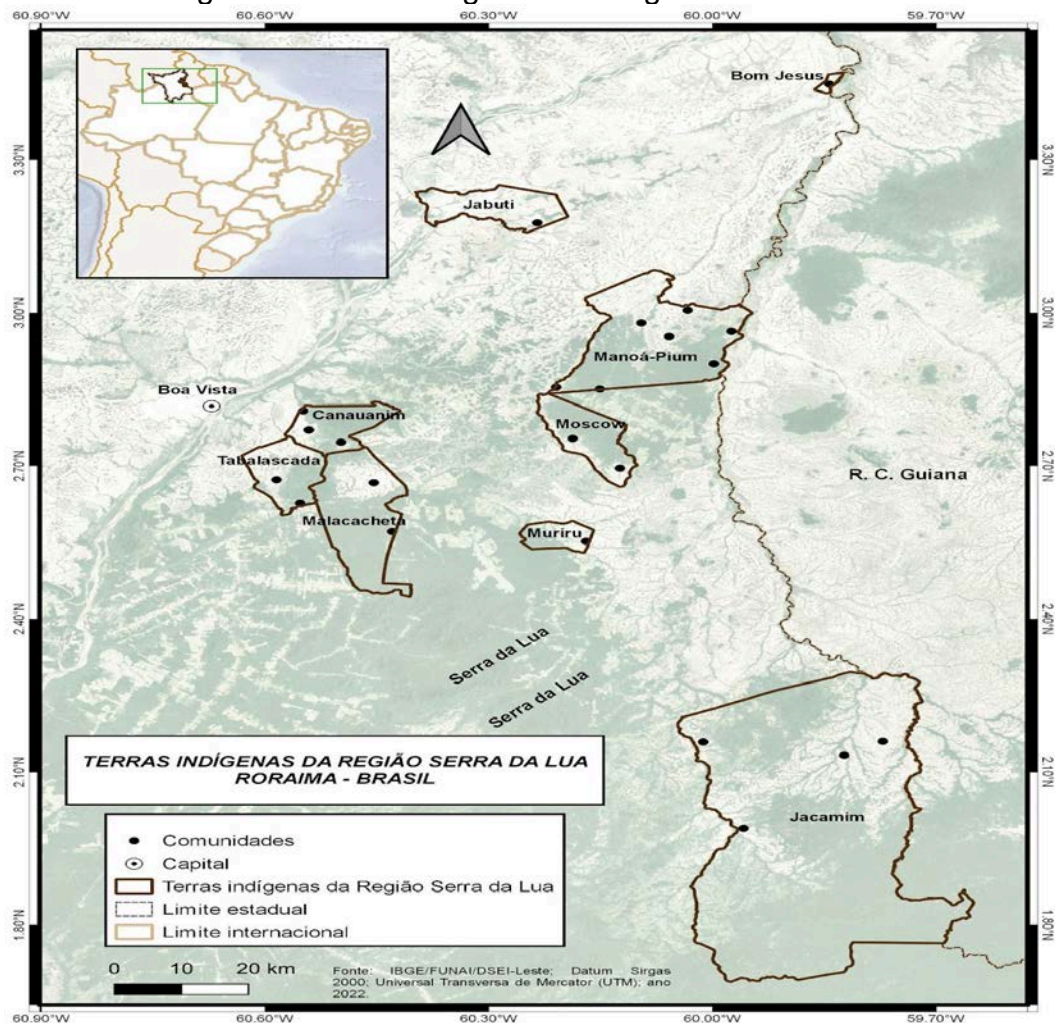 60.90°W 60.60°W 60.30°W 60.00°W 59.70°W
Bom Jesus
3.30°N 3.30°N
Jabuti
3.00°N 3.00°N
Manoá-Pium
Boa Vista
Canauanim
Moscow
Tabalascada
2.70°N 2.70°N
R. C. Guiana
Malacacheta
Muriru
2.40°N 2.40°N
Serra da Lua
Serra da Lua
TERRAS INDÍGENAS DA REGIÃO SERRA DA LUA
RORAIMA - BRASIL
2.10°N 2.10°N
Jacamim
Comunidades
Capital
Terras indígenas da Região Serra da Lua
Limite estadual
Limite internacional
1.80°N 1.80°N
0 10 20 km
Fonte: IBGE/FUNAI/DSEI-Leste; Datum Sirgas
2000; Universal Transversa de Mercator (UTM); ano
2022.
60.90°W 60.60°W 60.30°W 60.00°W 59.70°W